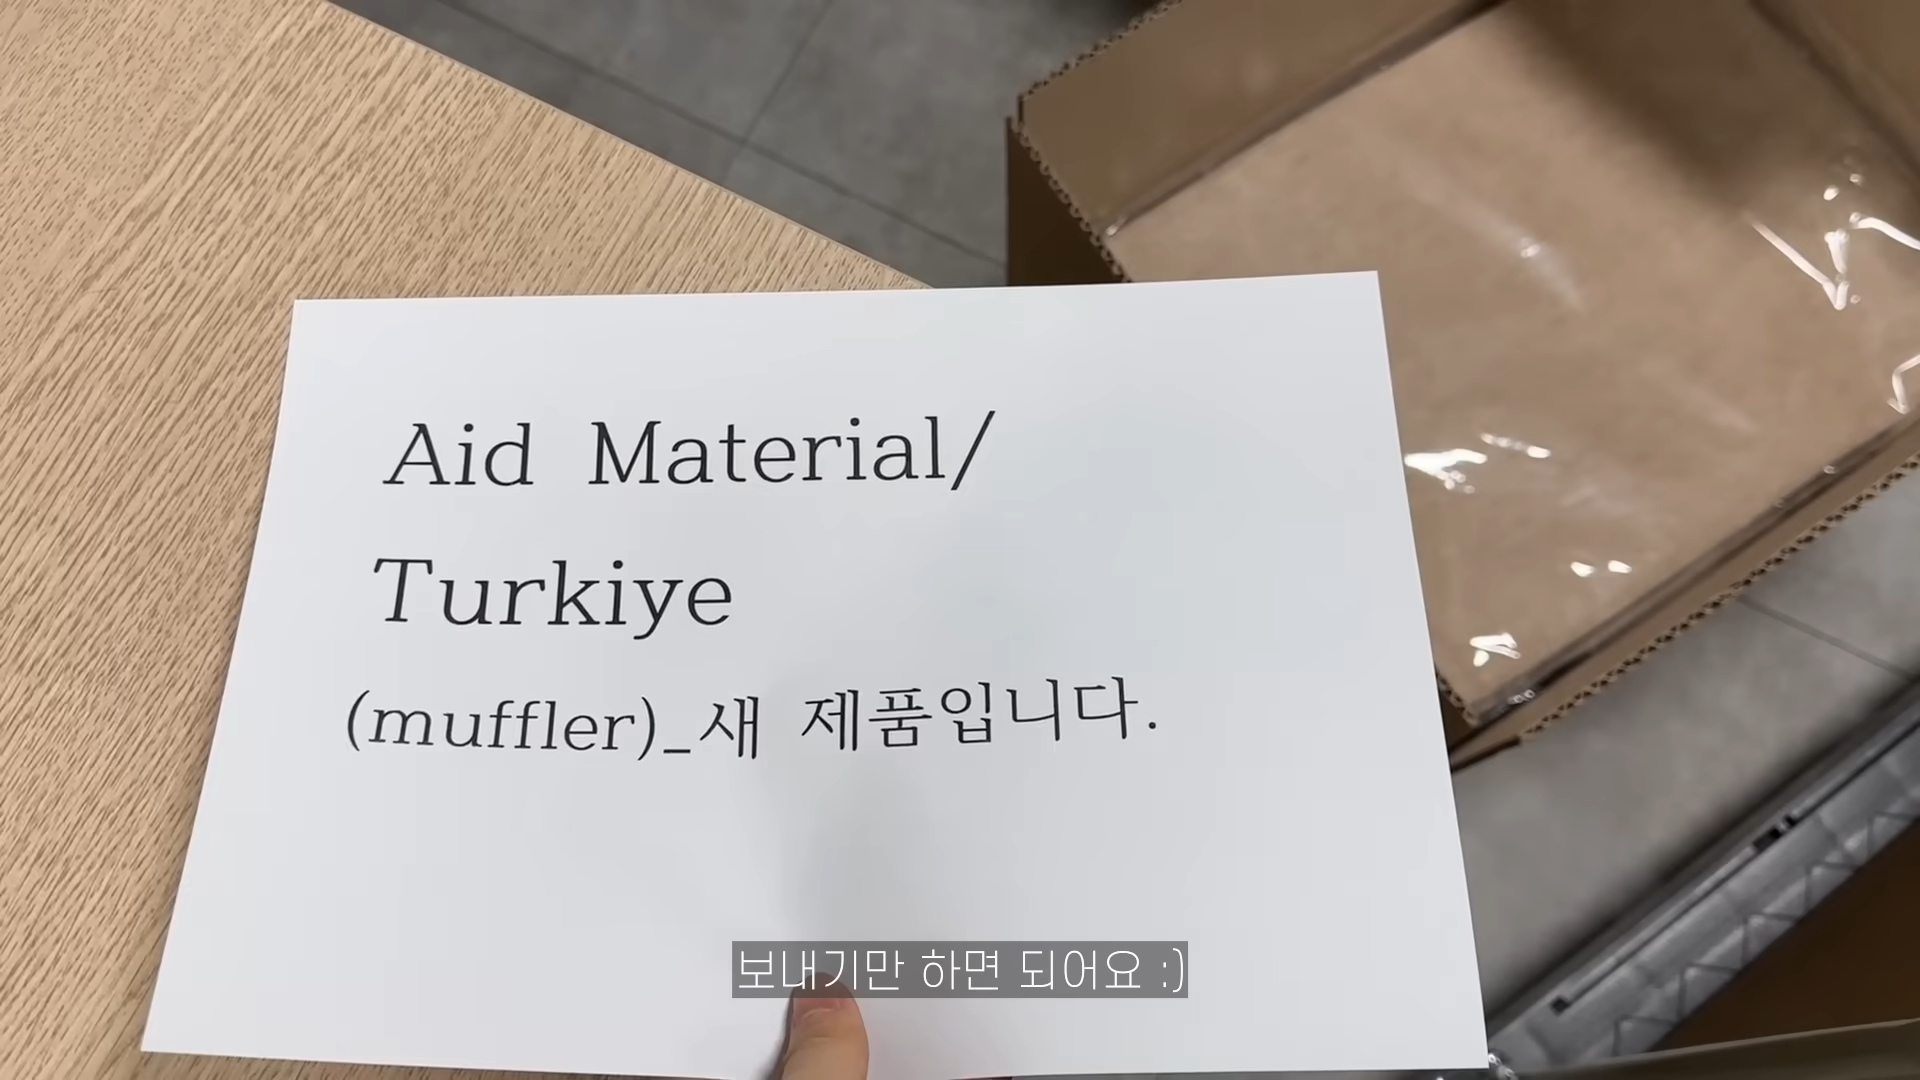 Aid Material/
Turkiye
(muffler)_새 제품입니다.
보내기만 하면 되어요 :)